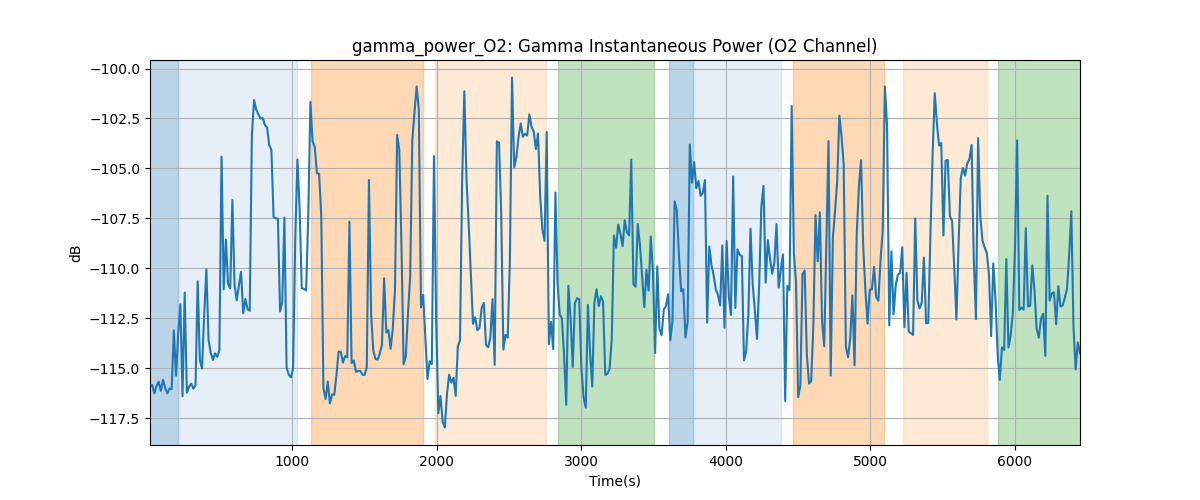 gamma_power_O2: Gamma Instantaneous Power (O2 Channel)
−100.0
−102.5
−105.0
−107.5
−110.0
−112.5
−115.0
−117.5
dB
1000 2000 3000 4000 5000 6000
Time(s)